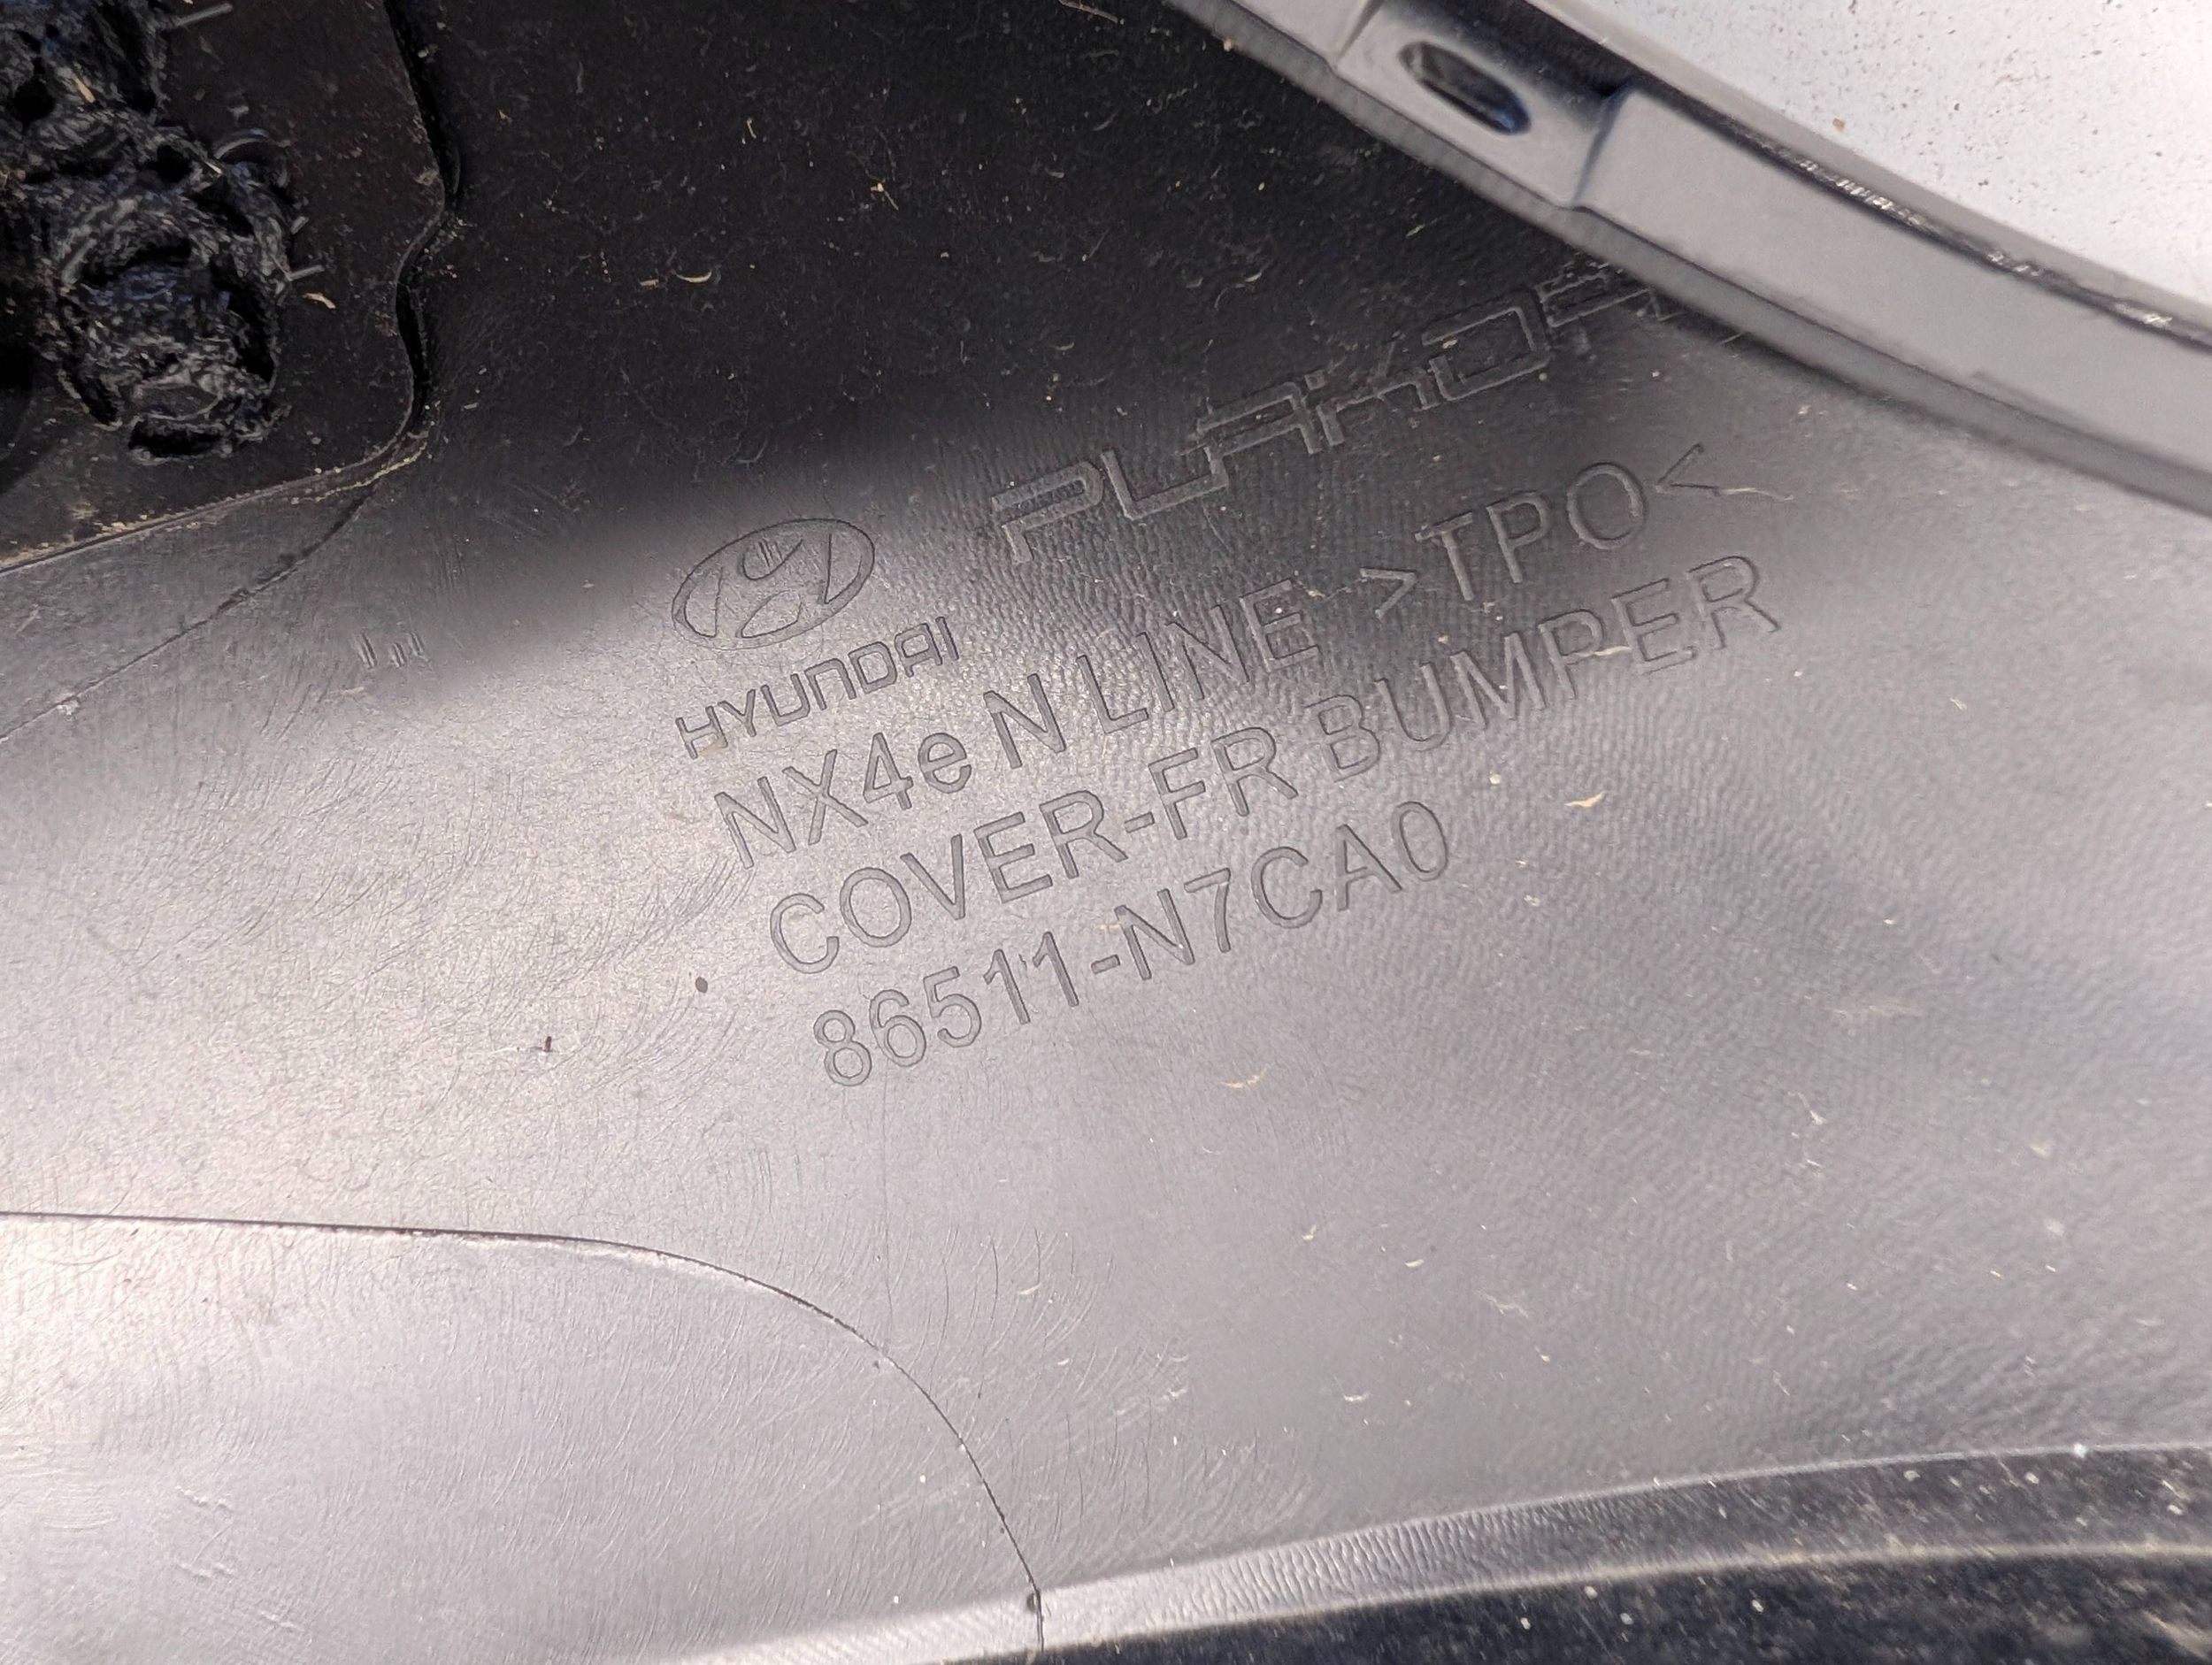 PLAKOR
HYUNDAI
NX4e N LINE >TPO<
COVER-FR BUMPER
86511-N7CA0